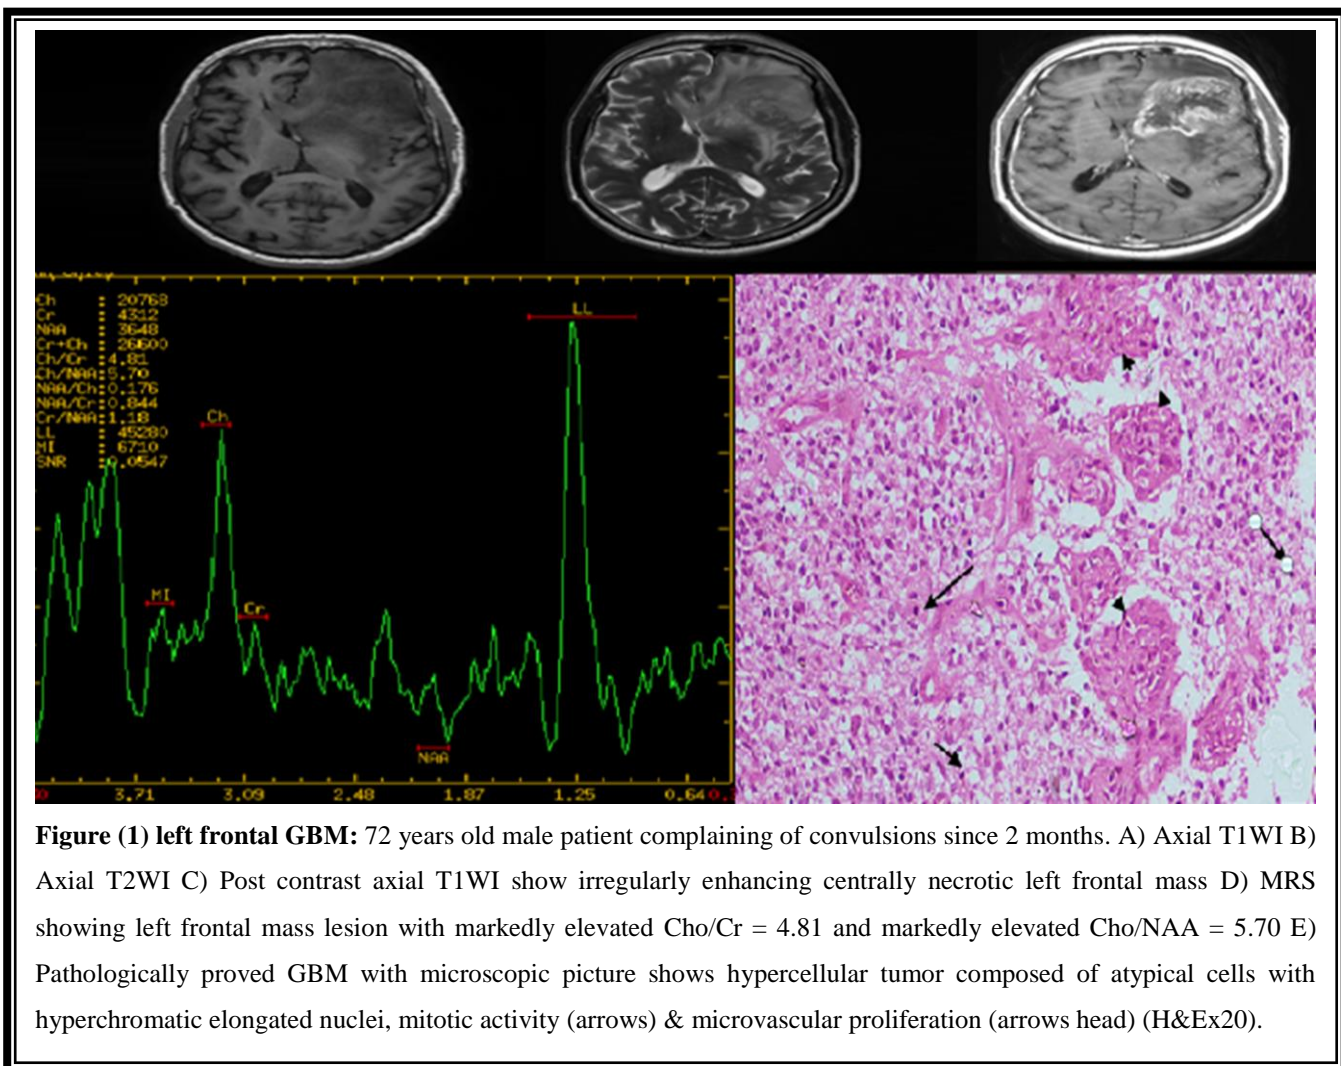 Ch : 20768
Cr : 4312
NAA : 3648
Cr+Ch : 26600
Ch/Cr : 4.81
Ch/NAA: 5.70
NAA/Ch: 0.176
NAA/Cr: 0.844
Cr/NAA: 1.18
LL : 45280
MI : 6710
SNR : 0.0547
LL
Ch
MI
Cr
NAA
3.71 3.09 2.48 1.87 1.25 0.64
Figure (1) left frontal GBM: 72 years old male patient complaining of convulsions since 2 months. A) Axial T1WI B)
Axial T2WI C) Post contrast axial T1WI show irregularly enhancing centrally necrotic left frontal mass D) MRS
showing left frontal mass lesion with markedly elevated Cho/Cr = 4.81 and markedly elevated Cho/NAA = 5.70 E)
Pathologically proved GBM with microscopic picture shows hypercellular tumor composed of atypical cells with
hyperchromatic elongated nuclei, mitotic activity (arrows) & microvascular proliferation (arrows head) (H&Ex20).